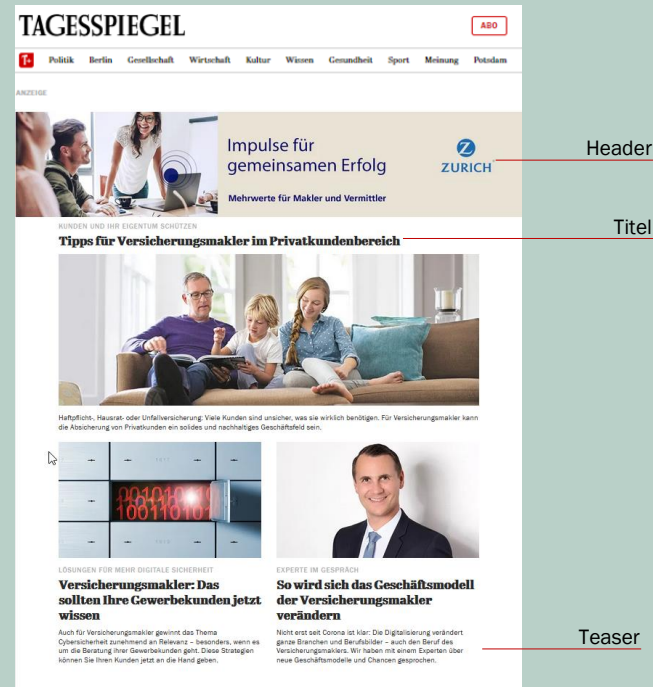 TAGESSPIEGEL
ABO
T+ Politik Berlin Gesellschaft Wirtschaft Kultur Wissen Gesundheit Sport Meinung Potsdam
ANZEIGE
Impulse für
gemeinsamen Erfolg
Mehrwerte für Makler und Vermittler
Z
ZURICH
Header
KUNDEN UND IHR EIGENTUM SCHÜTZEN
Tipps für Versicherungsmakler im Privatkundenbereich
Titel
Haftpflicht-, Hausrat- oder Unfallversicherung: Viele Kunden sind unsicher, was sie wirklich benötigen. Für Versicherungsmakler kann
die Absicherung von Privatkunden ein solides und nachhaltiges Geschäftsfeld sein.
LÖSUNGEN FÜR MEHR DIGITALE SICHERHEIT
Versicherungsmakler: Das
sollten Ihre Gewerbekunden jetzt
wissen
Auch für Versicherungsmakler gewinnt das Thema
Cybersicherheit zunehmend an Relevanz – besonders, wenn es
um die Beratung ihrer Gewerbekunden geht. Diese Strategien
können Sie Ihren Kunden jetzt an die Hand geben.
EXPERTE IM GESPRÄCH
So wird sich das Geschäftsmodell
der Versicherungsmakler
verändern
Nicht erst seit Corona ist klar: Die Digitalisierung verändert
ganze Branchen und Berufsbilder – auch den Beruf des
Versicherungsmaklers. Wir haben mit einem Experten über
neue Geschäftsmodelle und Chancen gesprochen.
Teaser